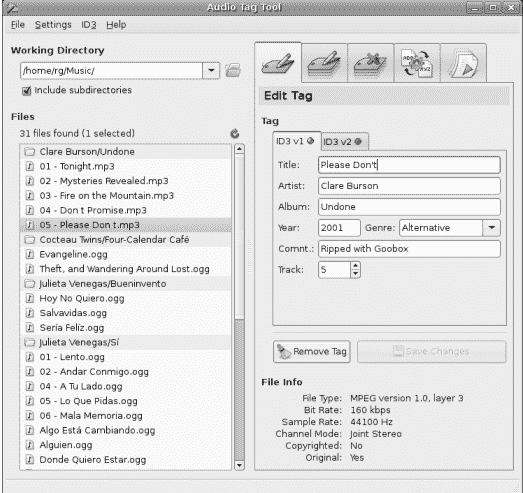 Audio Tag Tool
File Settings ID3 Help
Working Directory
/home/rg/Music/
Include subdirectories
Files
31 files found (1 selected)
Clare Burson/Undone
01 - Tonight.mp3
02 - Mysteries Revealed.mp3
03 - Fire on the Mountain.mp3
04 - Don t Promise.mp3
05 - Please Don t.mp3
Cocteau Twins/Four-Calendar Café
Evangeline.ogg
Theft, and Wandering Around Lost.ogg
Julieta Venegas/Bueninvento
Hoy No Quiero.ogg
Salvavidas.ogg
Sería Felíz.ogg
Julieta Venegas/Sí
01 - Lento.ogg
02 - Andar Conmigo.ogg
04 - A Tu Lado.ogg
05 - Lo Que Pidas.ogg
06 - Mala Memoria.ogg
Algo Está Cambiando.ogg
Alguien.ogg
Donde Quiero Estar.ogg
Edit Tag
Tag
ID3 v1 ID3 v2
Title: Please Don't
Artist: Clare Burson
Album: Undone
Year: 2001 Genre: Alternative
Comnt.: Ripped with Goobox
Track: 5
Remove Tag Save Changes
File Info
File Type: MPEG version 1.0, layer 3
Bit Rate: 160 kbps
Sample Rate: 44100 Hz
Channel Mode: Joint Stereo
Copyrighted: No
Original: Yes